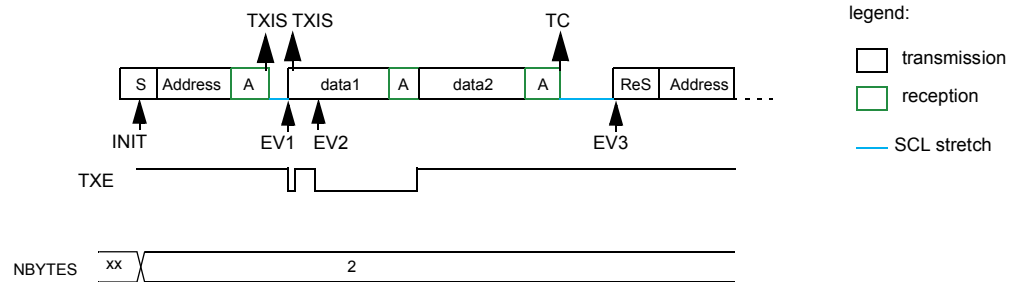 TXIS TXIS TC
legend:
transmission
reception
SCL stretch
S Address A data1 A data2 A ReS Address
INIT EV1 EV2 EV3
TXE
NBYTES xx 2